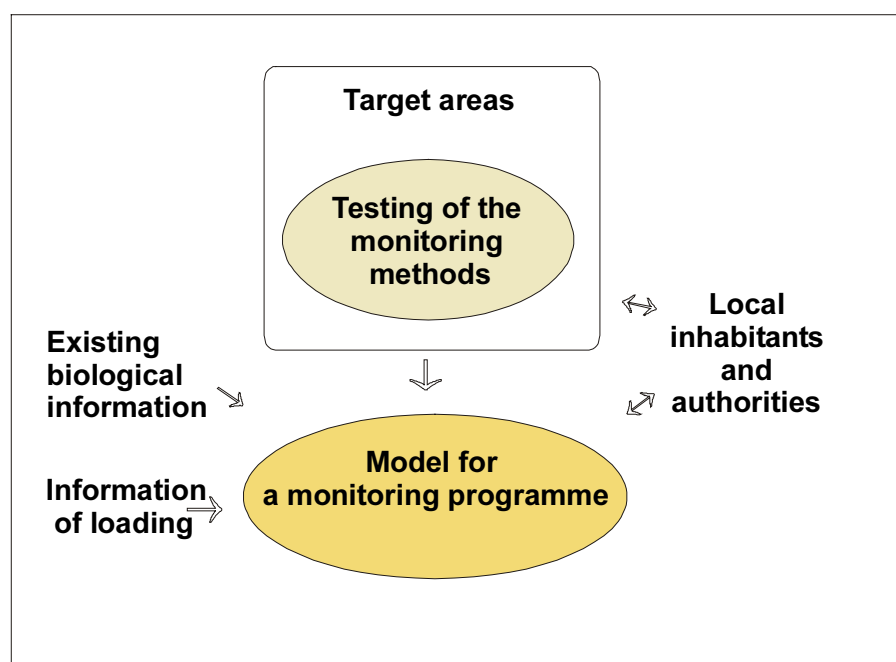 Target areas
Testing of the
monitoring
methods
Local
inhabitants
and
authorities
Existing
biological
information
Model for
a monitoring programme
Information
of loading